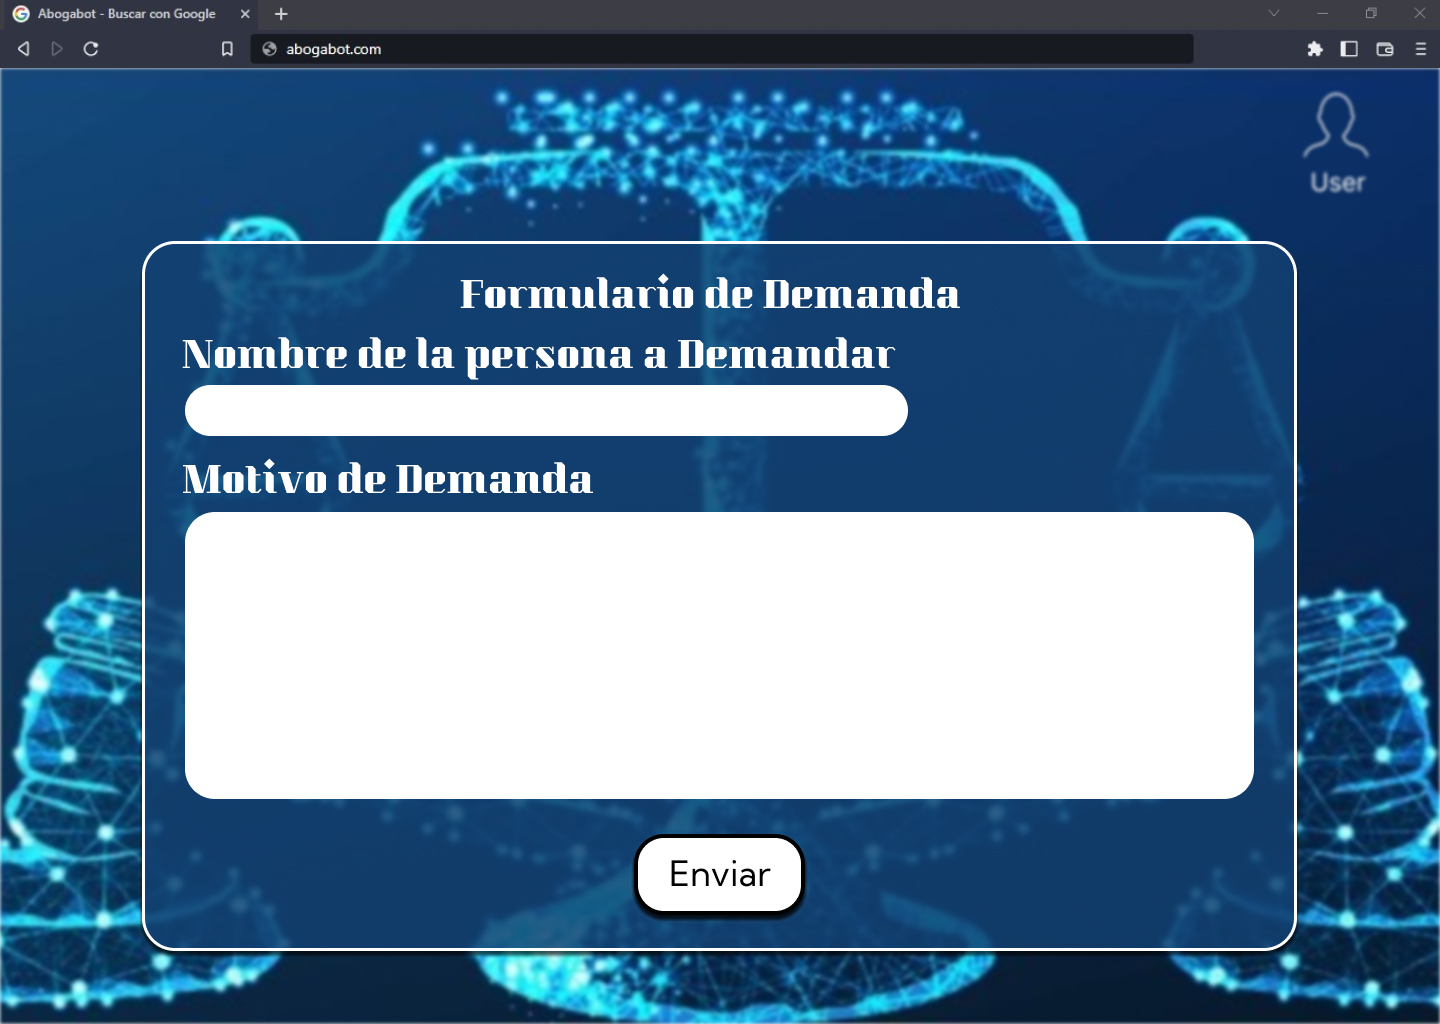 Abogabot - Buscar con Google
abogabot.com
User
Formulario de Demanda
Nombre de la persona a Demandar
Motivo de Demanda
Enviar